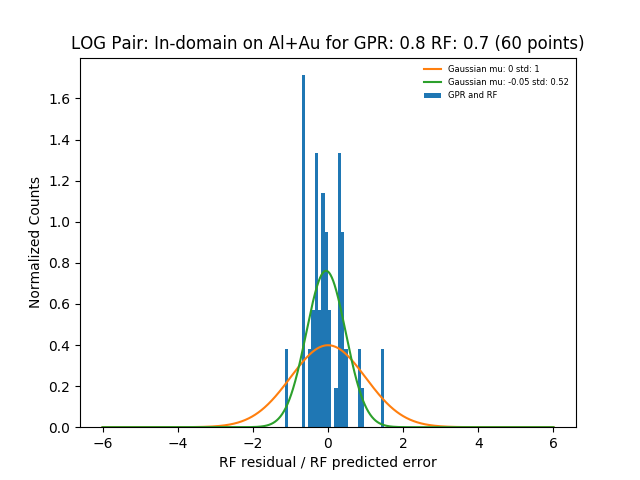 LOG Pair: In-domain on Al+Au for GPR: 0.8 RF: 0.7 (60 points)
Gaussian mu: 0 std: 1
Gaussian mu: -0.05 std: 0.52
GPR and RF
Normalized Counts
1.6
1.4
1.2
1.0
0.8
0.6
0.4
0.2
0.0
−6 −4 −2 0 2 4 6
RF residual / RF predicted error